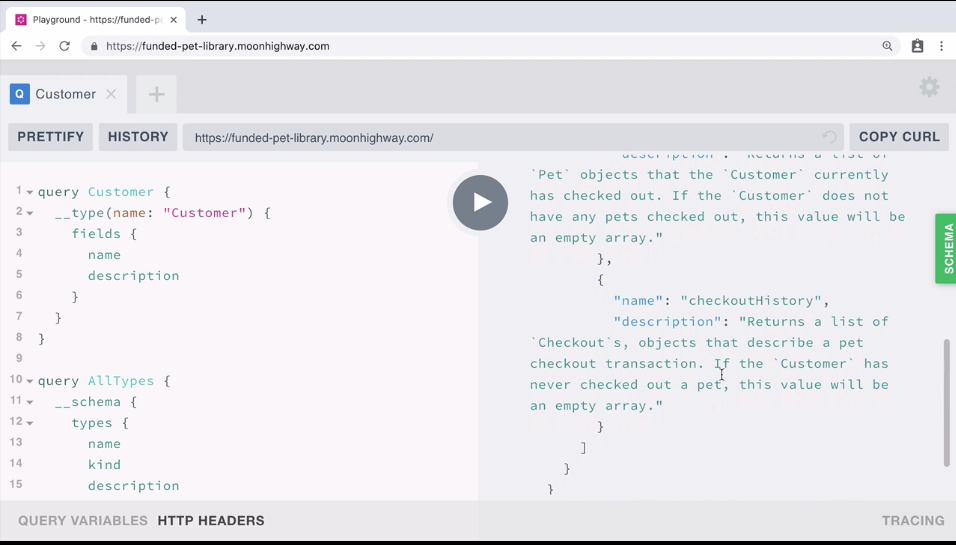 Playground - https://funded-pe
https://funded-pet-library.moonhighway.com
Q Customer
PRETTIFY
HISTORY
https://funded-pet-library.moonhighway.com/
COPY CURL
1 query Customer {
2 __type(name: "Customer") {
3 fields {
4 name
5 description
6 }
7 }
8 }
9
10 query AllTypes {
11 __schema {
12 types {
13 name
14 kind
15 description
"description": "Returns a list of
`Pet` objects that the `Customer` currently
has checked out. If the `Customer` does not
have any pets checked out, this value will be
an empty array."
},
{
"name": "checkoutHistory",
"description": "Returns a list of
`Checkout`s, objects that describe a pet
checkout transaction. If the `Customer` has
never checked out a pet, this value will be
an empty array."
}
]
}
}
SCHEMA
QUERY VARIABLES
HTTP HEADERS
TRACING